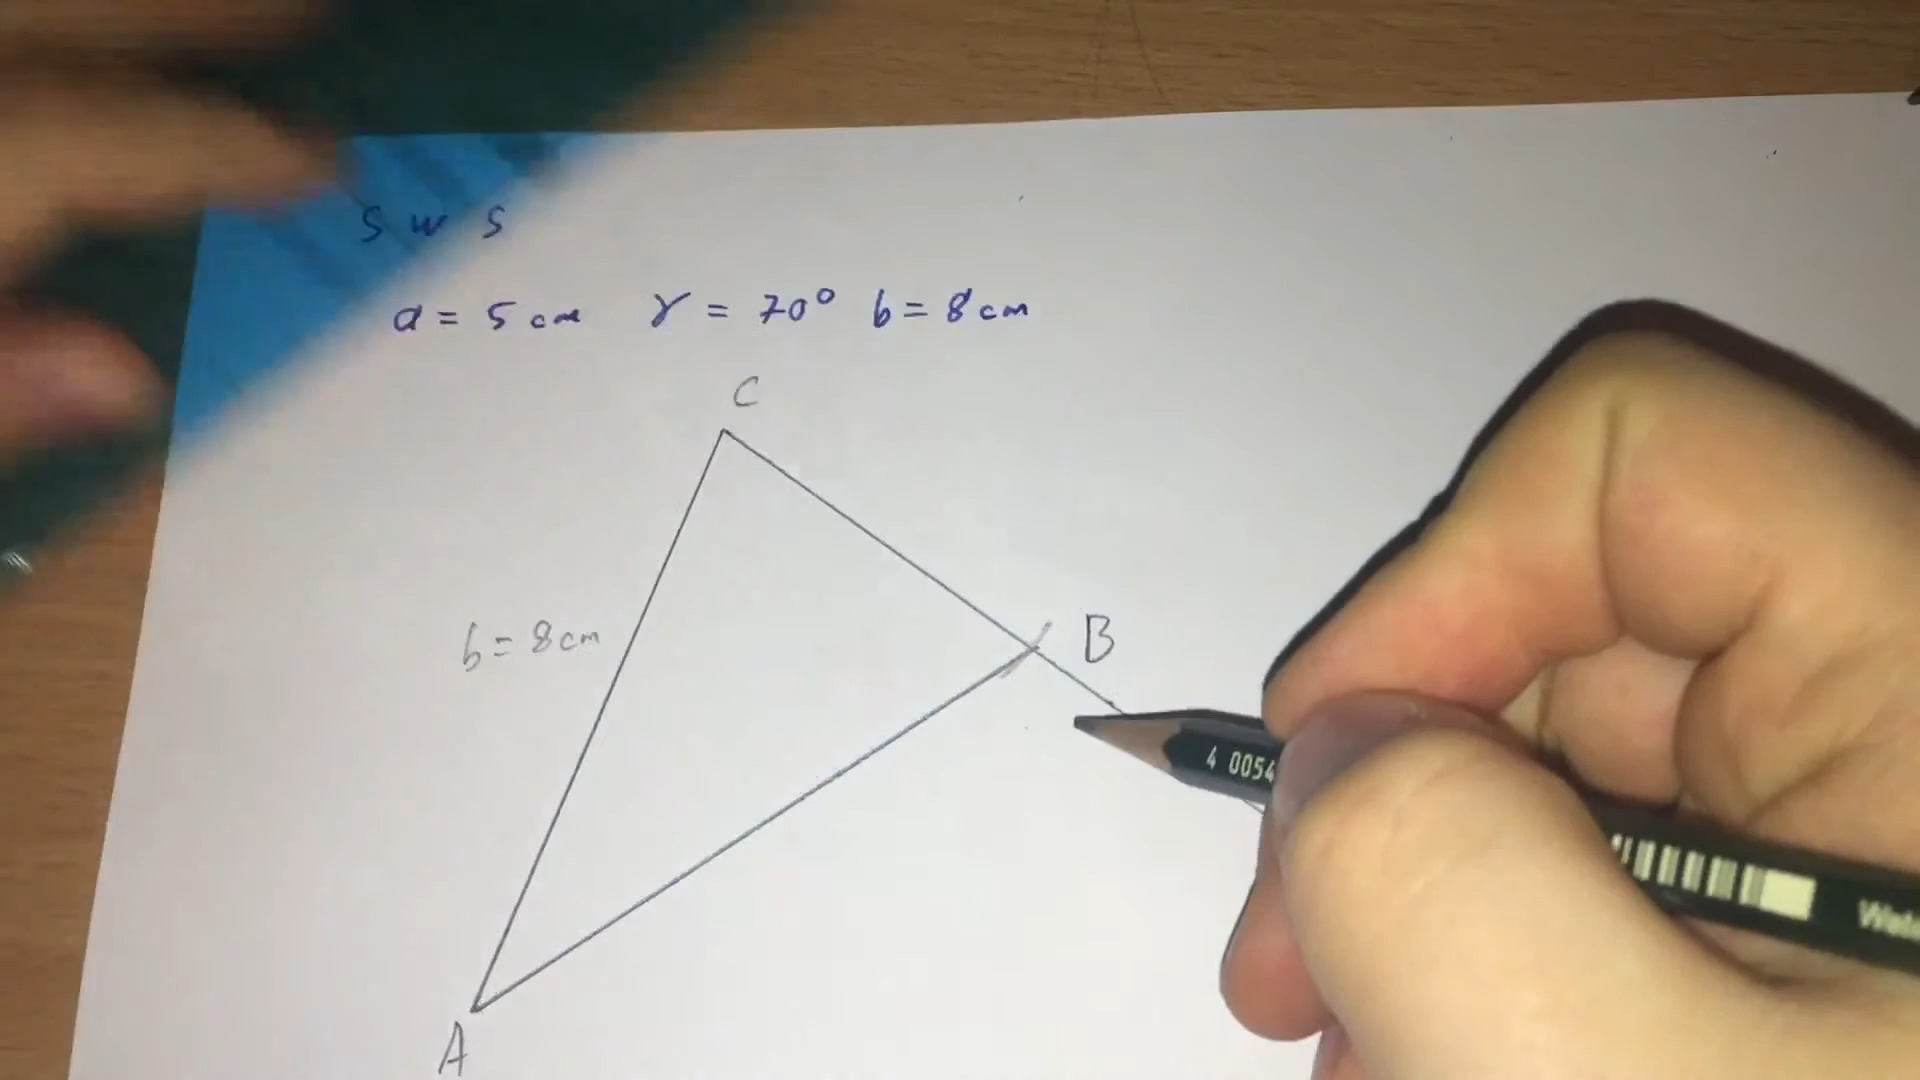 s w s
a = 5 cm γ = 70° b = 8 cm
C
b = 8 cm
B
4 0054
A